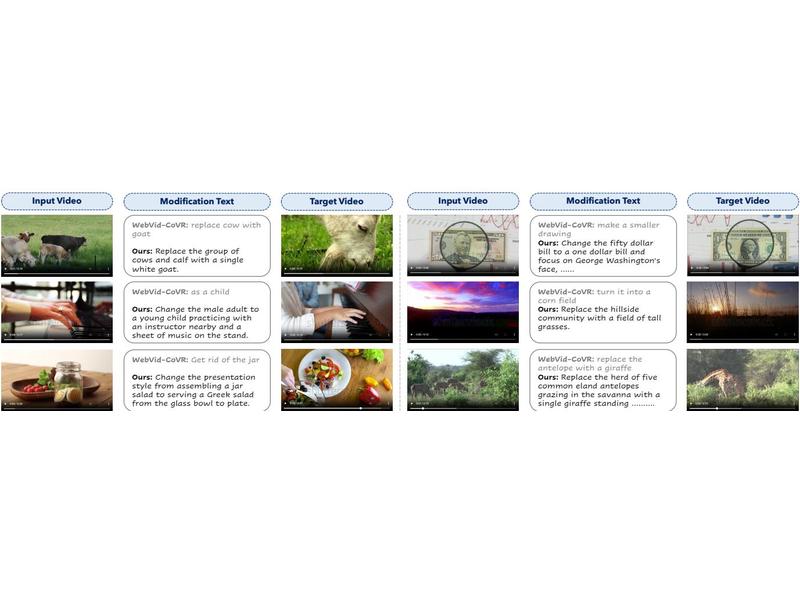 Input Video
Modification Text
Target Video
WebVid-CoVR: replace cow with
goat
Ours: Replace the group of
cows and calf with a single
white goat.
WebVid-CoVR: as a child
Ours: Change the male adult to
a young child practicing with
an instructor nearby and a
sheet of music on the stand.
WebVid-CoVR: Get rid of the jar
Ours: Change the presentation
style from assembling a jar
salad to serving a Greek salad
from the glass bowl to plate.
Input Video
Modification Text
Target Video
WebVid-CoVR: make a smaller
drawing
Ours: Change the fifty dollar
bill to a one dollar bill and
focus on George Washington's
face, ......
WebVid-CoVR: turn it into a
corn field
Ours: Replace the hillside
community with a field of tall
grasses.
WebVid-CoVR: replace the
antelope with a giraffe
Ours: Replace the herd of five
common eland antelopes
grazing in the savanna with a
single giraffe standing ..........